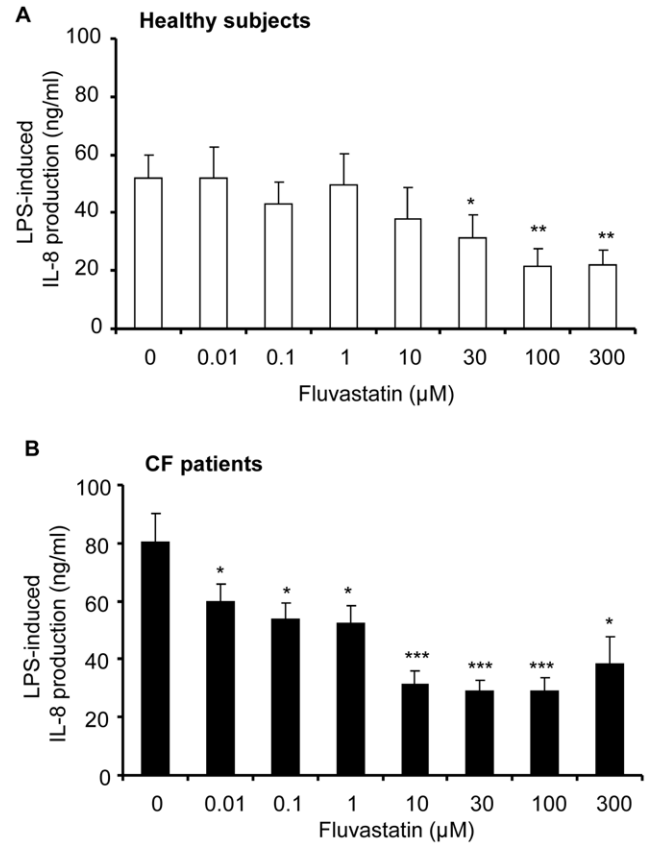 A
Healthy subjects
LPS-induced
IL-8 production (ng/ml)
100
80
60
40
20
0
* ** **
0 0.01 0.1 1 10 30 100 300
Fluvastatin (µM)
B
CF patients
LPS-induced
IL-8 production (ng/ml)
100
80
60
40
20
0
* * * *** *** *** *
0 0.01 0.1 1 10 30 100 300
Fluvastatin (µM)